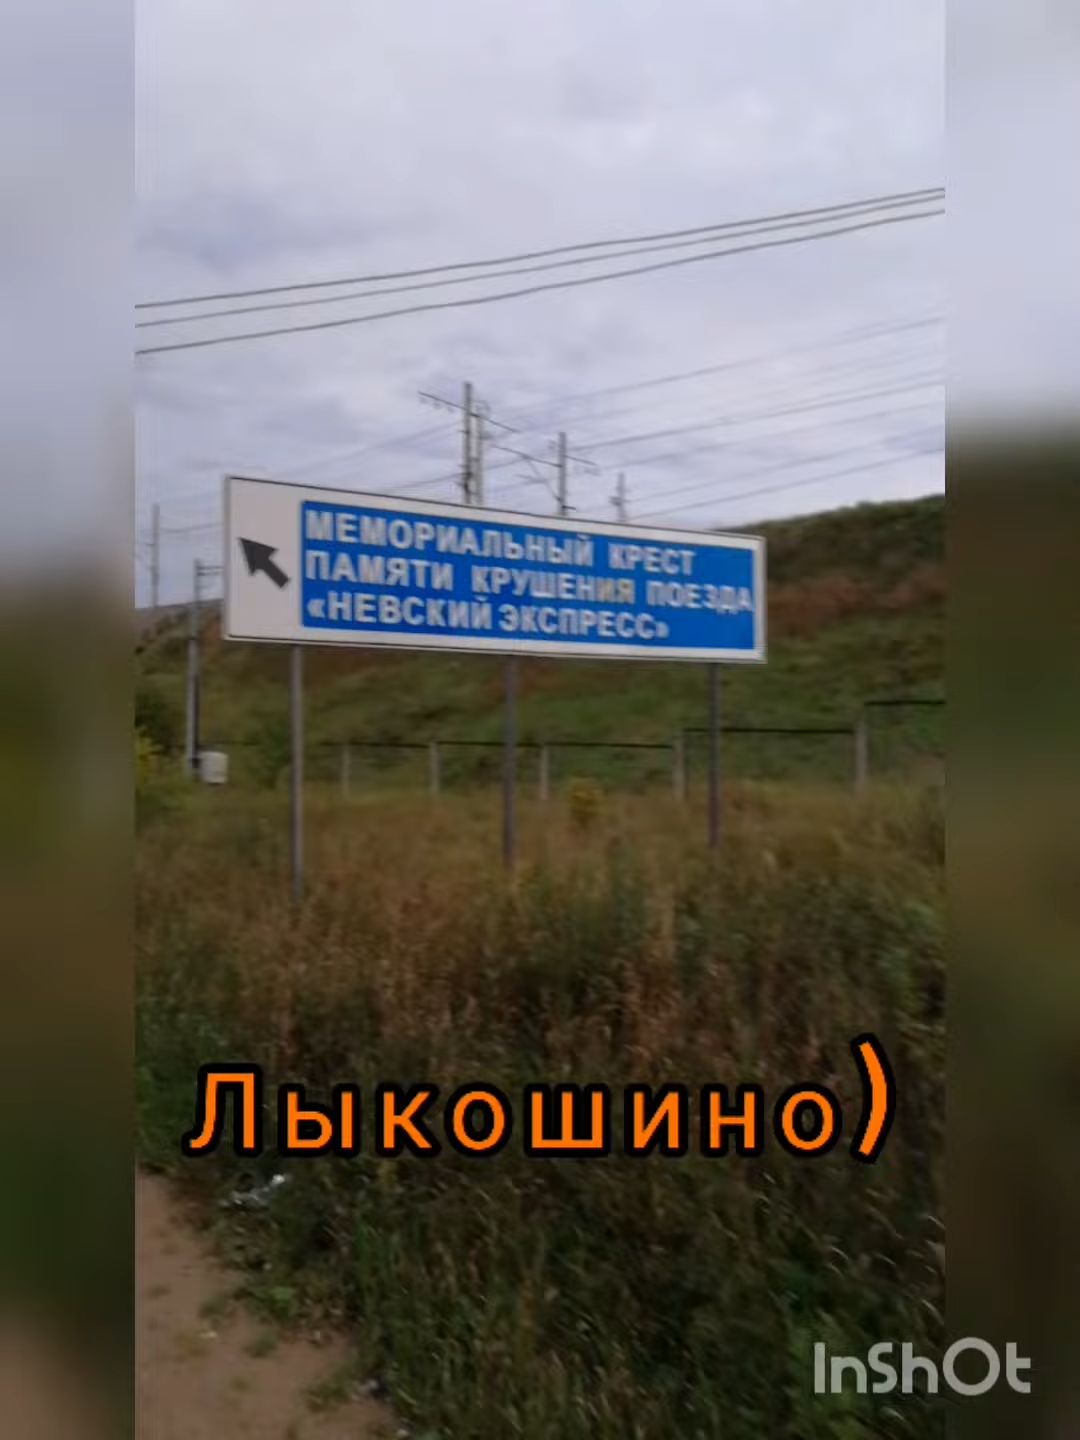 МЕМОРИАЛЬНЫЙ КРЕСТ
ПАМЯТИ КРУШЕНИЯ ПОЕЗДА
«НЕВСКИЙ ЭКСПРЕСС»
Лыкошино)
InShOt